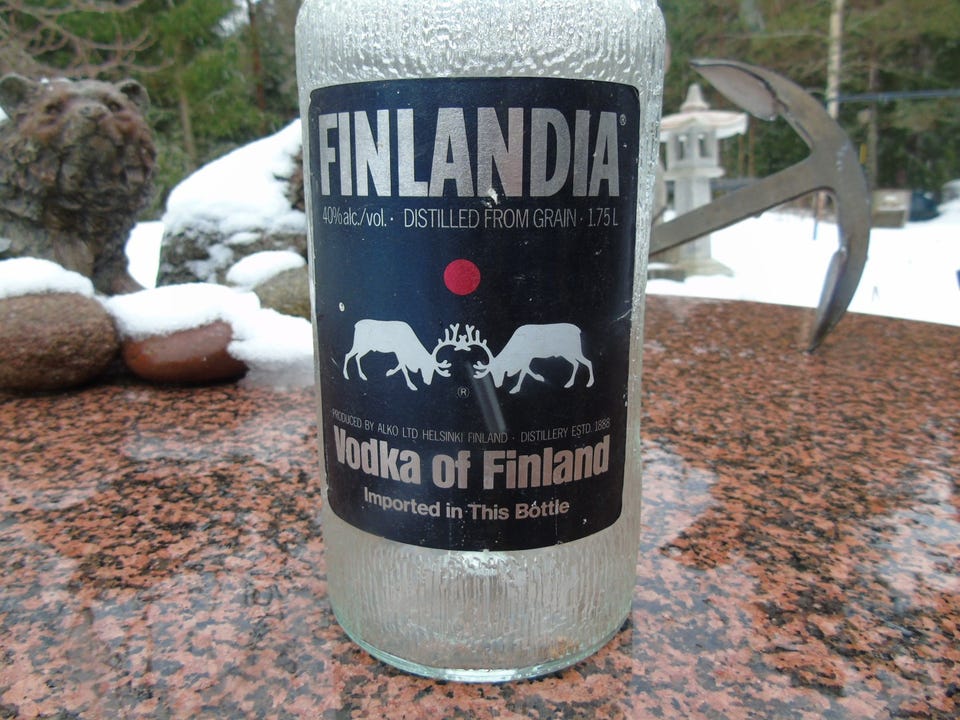 FINLANDIA®
40% alc./vol. · DISTILLED FROM GRAIN · 1.75 L
®
PRODUCED BY ALKO LTD HELSINKI FINLAND · DISTILLERY ESTD. 1888
Vodka of Finland
Imported in This Bottle